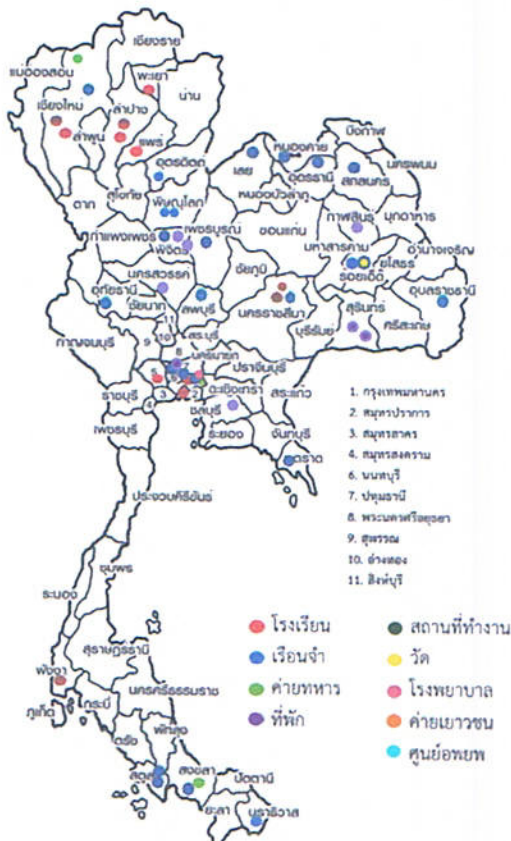 เชียงราย
แม่ฮ่องสอน
พะเยา
น่าน
เชียงใหม่
ลำปาง
ลำพูน
แพร่
บึงกาฬ
อุตรดิตถ์
เลย
หนองคาย
อุดรธานี
สกลนคร
นครพนม
สุโขทัย
ตาก
พิษณุโลก
หนองบัวลำภู
กาฬสินธุ์
มุกดาหาร
กำแพงเพชร
เพชรบูรณ์
ขอนแก่น
พิจิตร
มหาสารคาม
อำนาจเจริญ
ยโสธร
ร้อยเอ็ด
นครสวรรค์
ชัยภูมิ
อุทัยธานี
ชัยนาท
ลพบุรี
นครราชสีมา
สุรินทร์
อุบลราชธานี
บุรีรัมย์
ศรีสะเกษ
11
10
9
สระบุรี
กาญจนบุรี
8
นครนายก
7
ปราจีนบุรี
5
6
ราชบุรี
3
2
4
ฉะเชิงเทรา
สระแก้ว
ชลบุรี
เพชรบุรี
ระยอง
จันทบุรี
ตราด
1. กรุงเทพมหานคร
2. สมุทรปราการ
3. สมุทรสาคร
4. สมุทรสงคราม
6. นนทบุรี
7. ปทุมธานี
8. พระนครศรีอยุธยา
9. สุพรรณ
10. อ่างทอง
11. สิงห์บุรี
ประจวบคีรีขันธ์
ชุมพร
ระนอง
สุราษฎร์ธานี
พังงา
นครศรีธรรมราช
ภูเก็ต
กระบี่
ตรัง
พัทลุง
สตูล
สงขลา
ปัตตานี
ยะลา
นราธิวาส
โรงเรียน
เรือนจำ
ค่ายทหาร
ที่พัก
สถานที่ทำงาน
วัด
โรงพยาบาล
ค่ายเยาวชน
ศูนย์อพยพ